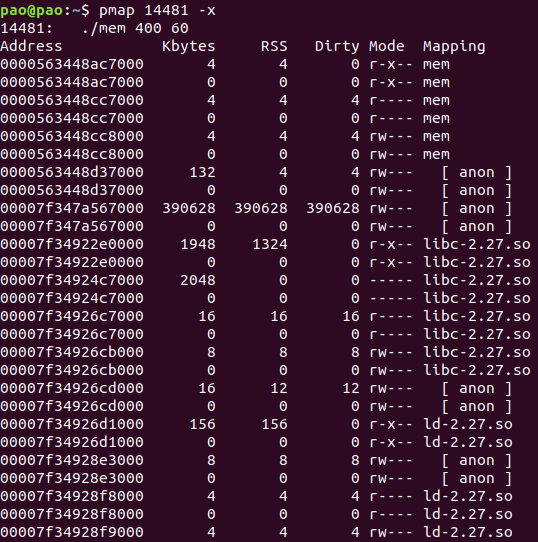 pao@pao:~$ pmap 14481 -x
14481:   ./mem 400 60
Address           Kbytes     RSS   Dirty Mode  Mapping
0000563448ac7000       4       4       0 r-x-- mem
0000563448ac7000       0       0       0 r-x-- mem
0000563448cc7000       4       4       4 r---- mem
0000563448cc7000       0       0       0 r---- mem
0000563448cc8000       4       4       4 rw--- mem
0000563448cc8000       0       0       0 rw--- mem
0000563448d37000     132       4       4 rw---   [ anon ]
0000563448d37000       0       0       0 rw---   [ anon ]
00007f347a567000  390628  390628  390628 rw---   [ anon ]
00007f347a567000       0       0       0 rw---   [ anon ]
00007f34922e0000    1948    1324       0 r-x-- libc-2.27.so
00007f34922e0000       0       0       0 r-x-- libc-2.27.so
00007f34924c7000    2048       0       0 ----- libc-2.27.so
00007f34924c7000       0       0       0 ----- libc-2.27.so
00007f34926c7000      16      16      16 r---- libc-2.27.so
00007f34926c7000       0       0       0 r---- libc-2.27.so
00007f34926cb000       8       8       8 rw--- libc-2.27.so
00007f34926cb000       0       0       0 rw--- libc-2.27.so
00007f34926cd000      16      12      12 rw---   [ anon ]
00007f34926cd000       0       0       0 rw---   [ anon ]
00007f34926d1000     156     156       0 r-x-- ld-2.27.so
00007f34926d1000       0       0       0 r-x-- ld-2.27.so
00007f34928e3000       8       8       8 rw---   [ anon ]
00007f34928e3000       0       0       0 rw---   [ anon ]
00007f34928f8000       4       4       4 r---- ld-2.27.so
00007f34928f8000       0       0       0 r---- ld-2.27.so
00007f34928f9000       4       4       4 rw--- ld-2.27.so